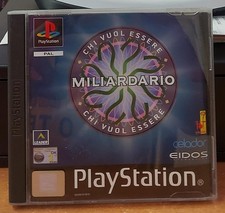 PlayStation
PAL
CHI VUOL ESSERE
MILIARDARIO
CHI VUOL ESSERE
celador
EIDOS
PlayStation